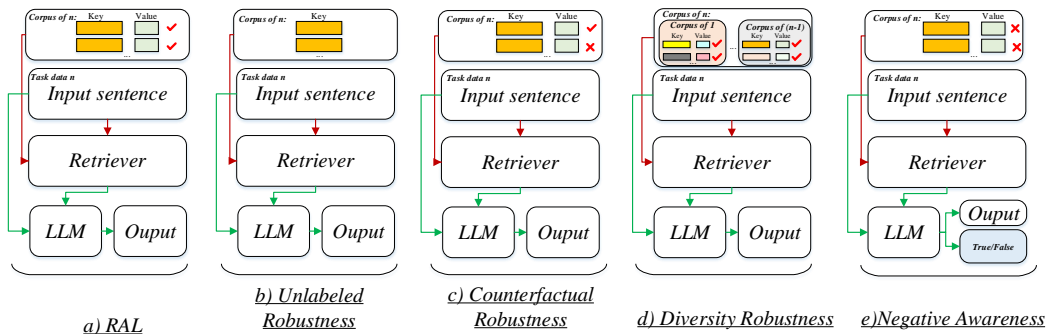 Corpus of n:
Key
Value
...
Task data n
Input sentence
Retriever
LLM
Ouput
a) RAL
Corpus of n:
Key
...
Task data n
Input sentence
Retriever
LLM
Ouput
b) Unlabeled
Robustness
Corpus of n:
Key
Value
...
Task data n
Input sentence
Retriever
LLM
Ouput
c) Counterfactual
Robustness
Corpus of n:
Corpus of 1
Key
Value
...
...
Corpus of (n-1)
Key
Value
...
Task data n
Input sentence
Retriever
LLM
Ouput
d) Diversity Robustness
Corpus of n:
Key
Value
...
Task data n
Input sentence
Retriever
LLM
Ouput
True/False
e)Negative Awareness